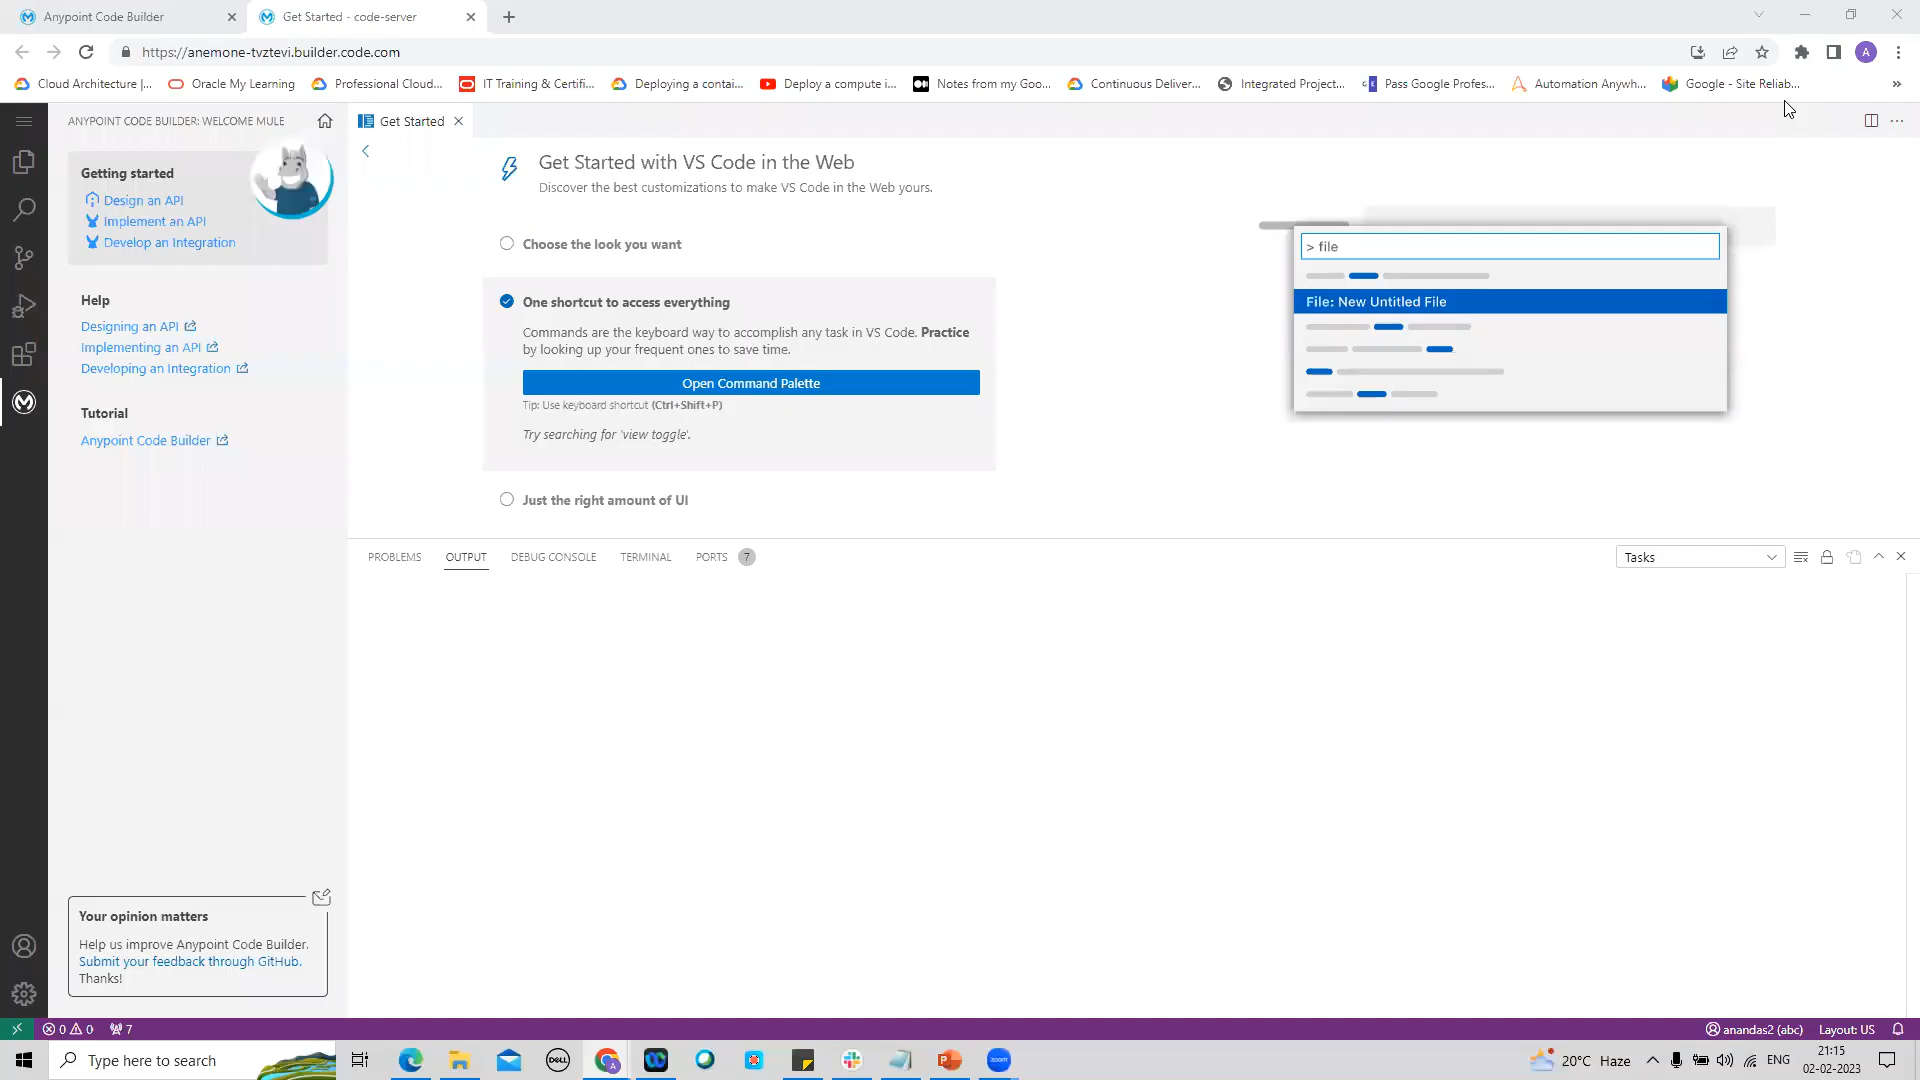 Anypoint Code Builder
Get Started - code-server
https://anemone-tvztevi.builder.code.com
A
Cloud Architecture |...
Oracle My Learning
Professional Cloud...
IT Training & Certifi...
Deploying a contai...
Deploy a compute i...
Notes from my Goo...
Continuous Deliver...
Integrated Project...
Pass Google Profes...
Automation Anywh...
Google - Site Reliab...
ANYPOINT CODE BUILDER: WELCOME MULE
Getting started
Design an API
Implement an API
Develop an Integration
Help
Designing an API
Implementing an API
Developing an Integration
Tutorial
Anypoint Code Builder
Your opinion matters
Help us improve Anypoint Code Builder.
Submit your feedback through GitHub.
Thanks!
Get Started
Get Started with VS Code in the Web
Discover the best customizations to make VS Code in the Web yours.
Choose the look you want
One shortcut to access everything
Commands are the keyboard way to accomplish any task in VS Code. Practice
by looking up your frequent ones to save time.
Open Command Palette
Tip: Use keyboard shortcut (Ctrl+Shift+P)
Try searching for 'view toggle'.
Just the right amount of UI
> file
File: New Untitled File
PROBLEMS
OUTPUT
DEBUG CONSOLE
TERMINAL
PORTS
7
Tasks
0
0
7
anandas2 (abc)
Layout: US
Type here to search
DELL
A
zoom
20°C Haze
ENG
21:15
02-02-2023